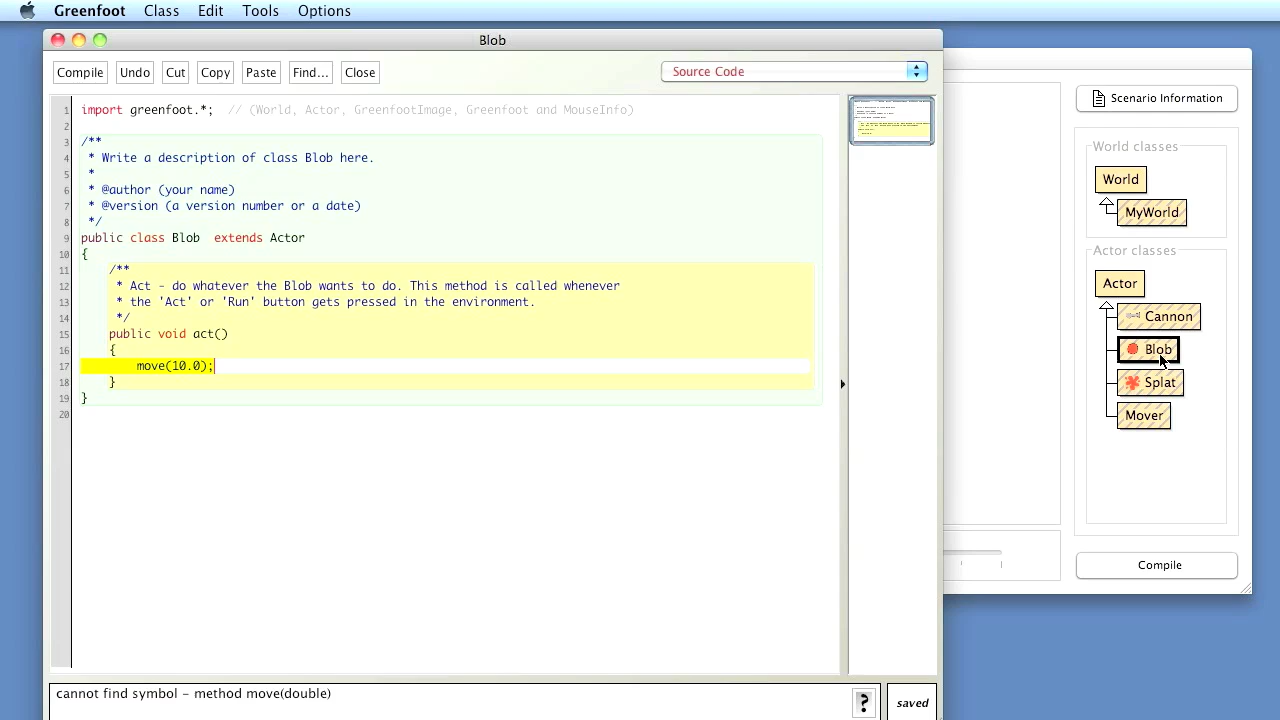 Greenfoot Class Edit Tools Options
Blob
Compile Undo Cut Copy Paste Find... Close
Source Code
1 import greenfoot.*; // (World, Actor, GreenfootImage, Greenfoot and MouseInfo)
2
3 /**
4 * Write a description of class Blob here.
5 *
6 * @author (your name)
7 * @version (a version number or a date)
8 */
9 public class Blob extends Actor
10 {
11 /**
12 * Act - do whatever the Blob wants to do. This method is called whenever
13 * the 'Act' or 'Run' button gets pressed in the environment.
14 */
15 public void act()
16 {
17 move(10.0);
18 }
19 }
20
cannot find symbol - method move(double)
?
saved
Scenario Information
World classes
World
MyWorld
Actor classes
Actor
Cannon
Blob
Splat
Mover
Compile